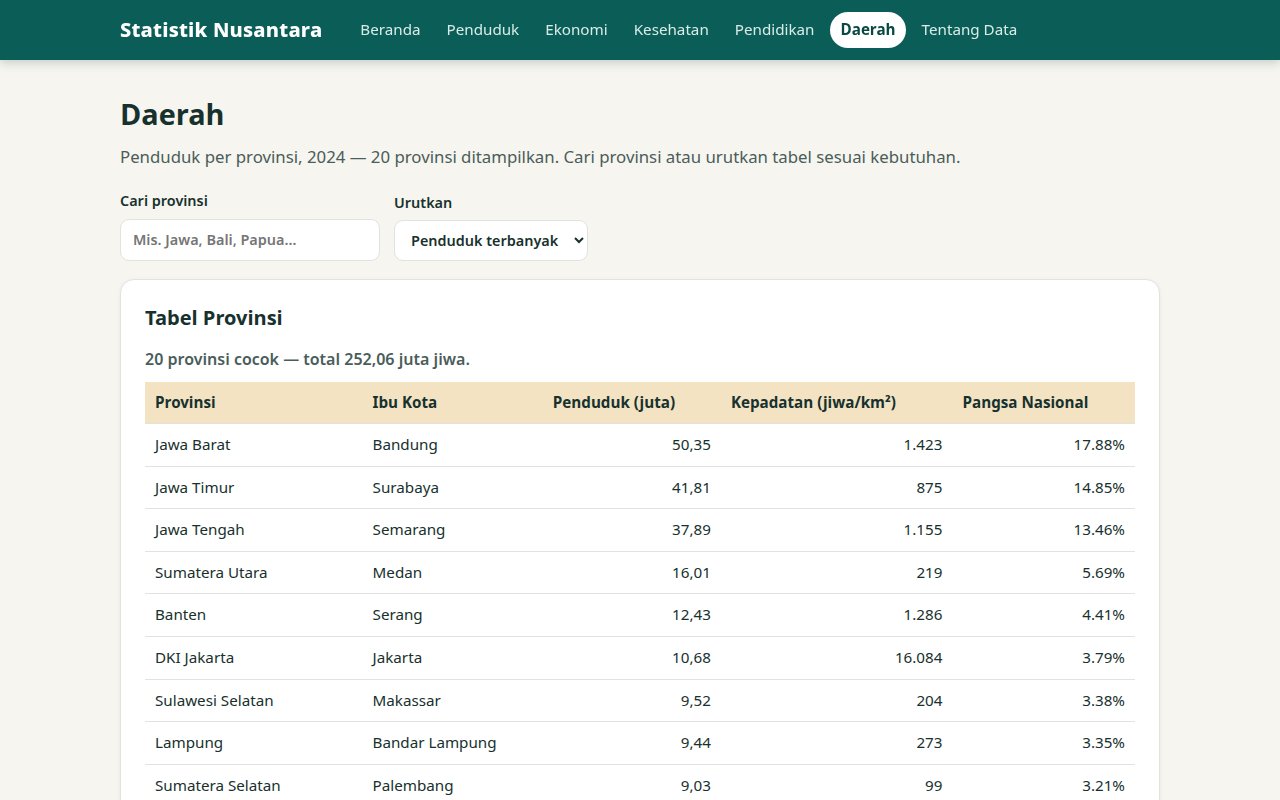 Statistik Nusantara Beranda Penduduk Ekonomi Kesehatan Pendidikan Daerah Tentang Data
Daerah
Penduduk per provinsi, 2024 — 20 provinsi ditampilkan. Cari provinsi atau urutkan tabel sesuai kebutuhan.
Cari provinsi Urutkan
Mis. Jawa, Bali, Papua... Penduduk terbanyak
Tabel Provinsi
20 provinsi cocok — total 252,06 juta jiwa.
Provinsi Ibu Kota Penduduk (juta) Kepadatan (jiwa/km²) Pangsa Nasional
Jawa Barat Bandung 50,35 1.423 17.88%
Jawa Timur Surabaya 41,81 875 14.85%
Jawa Tengah Semarang 37,89 1.155 13.46%
Sumatera Utara Medan 16,01 219 5.69%
Banten Serang 12,43 1.286 4.41%
DKI Jakarta Jakarta 10,68 16.084 3.79%
Sulawesi Selatan Makassar 9,52 204 3.38%
Lampung Bandar Lampung 9,44 273 3.35%
Sumatera Selatan Palembang 9,03 99 3.21%